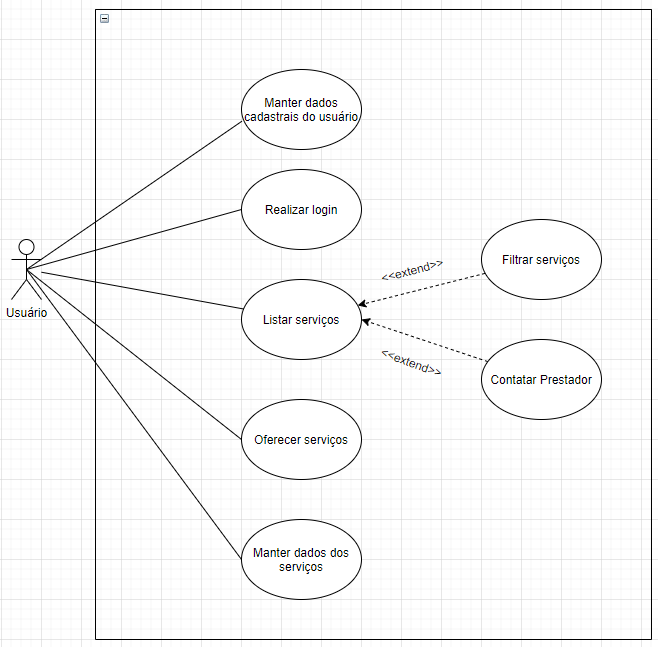 Manter dados
cadastrais do usuário
Realizar login
Usuário
Listar serviços
<<extend>>
Filtrar serviços
<<extend>>
Contatar Prestador
Oferecer serviços
Manter dados dos
serviços